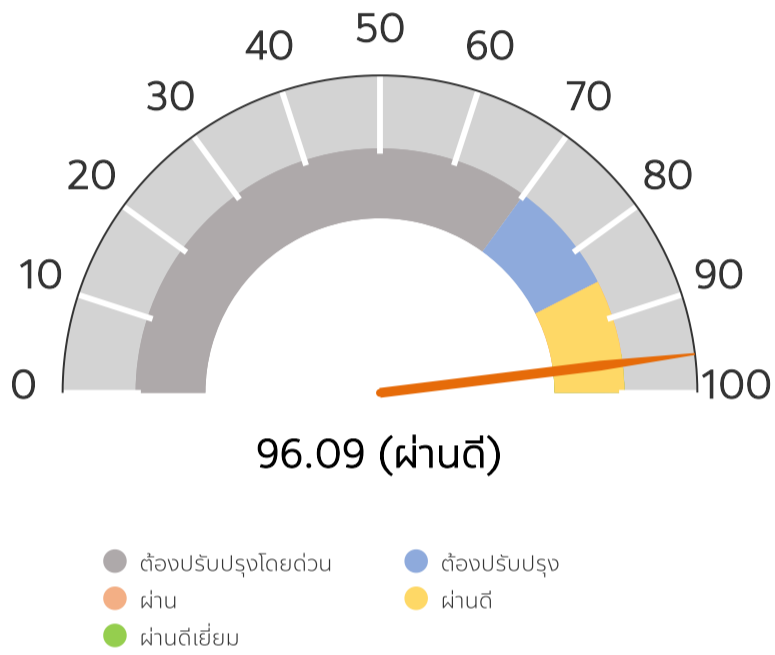 50
40
60
30
70
20
80
10
90
0
100
96.09 (ผ่านดี)
ต้องปรับปรุงโดยด่วน
ต้องปรับปรุง
ผ่าน
ผ่านดี
ผ่านดีเยี่ยม